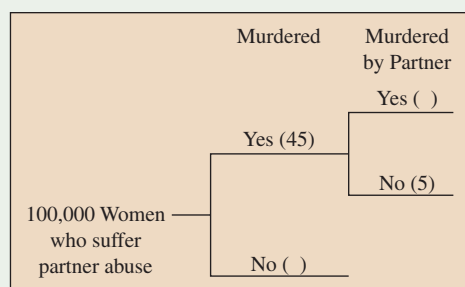 Murdered
Murdered
by Partner
Yes ( )
Yes (45)
No (5)
100,000 Women
who suffer
partner abuse
No ( )